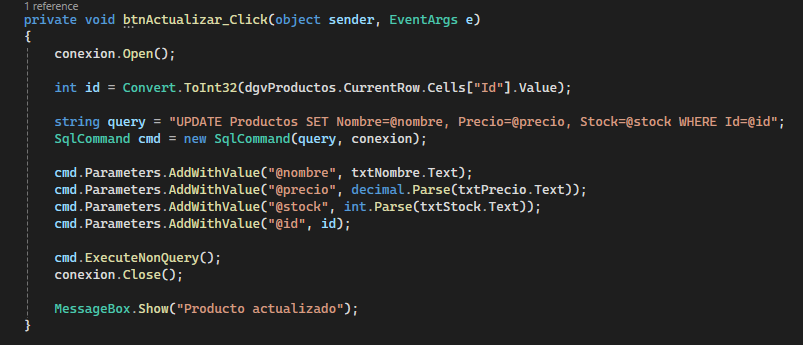 1 reference
private void btnActualizar_Click(object sender, EventArgs e)
{
conexion.Open();
int id = Convert.ToInt32(dgvProductos.CurrentRow.Cells["Id"].Value);
string query = "UPDATE Productos SET Nombre=@nombre, Precio=@precio, Stock=@stock WHERE Id=@id";
SqlCommand cmd = new SqlCommand(query, conexion);
cmd.Parameters.AddWithValue("@nombre", txtNombre.Text);
cmd.Parameters.AddWithValue("@precio", decimal.Parse(txtPrecio.Text));
cmd.Parameters.AddWithValue("@stock", int.Parse(txtStock.Text));
cmd.Parameters.AddWithValue("@id", id);
cmd.ExecuteNonQuery();
conexion.Close();
MessageBox.Show("Producto actualizado");
}